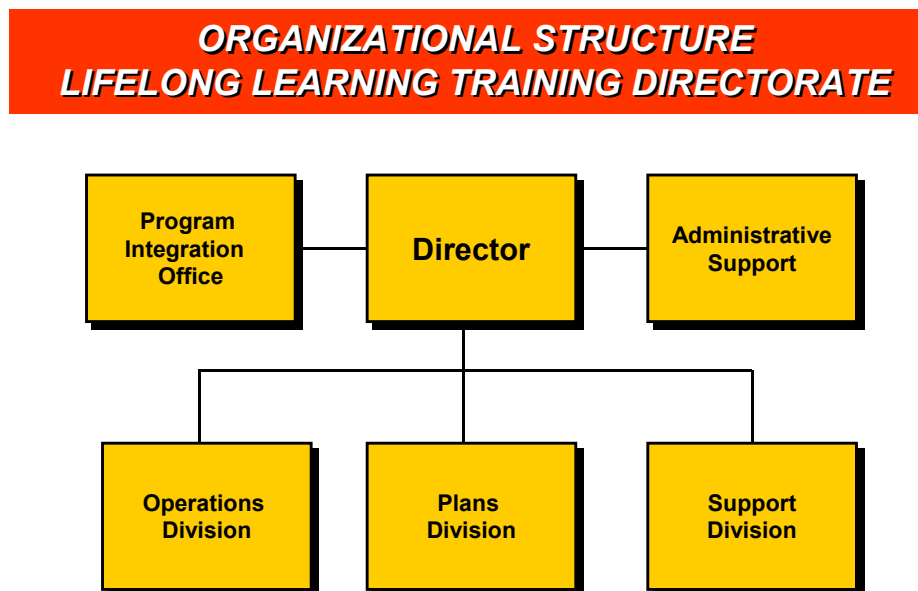 ORGANIZATIONAL STRUCTURE
LIFELONG LEARNING TRAINING DIRECTORATE
Program
Integration
Office
Director
Administrative
Support
Operations
Division
Plans
Division
Support
Division